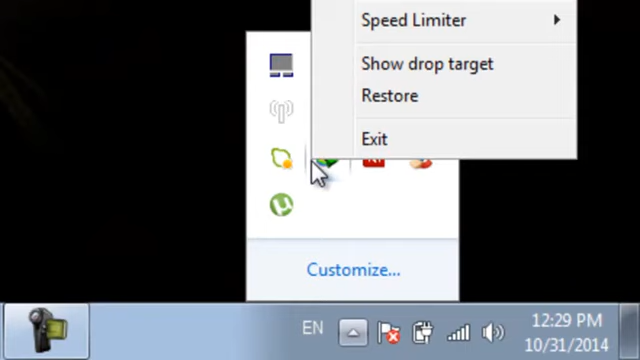 Speed Limiter
Show drop target
Restore
Exit
Customize...
EN
12:29 PM
10/31/2014